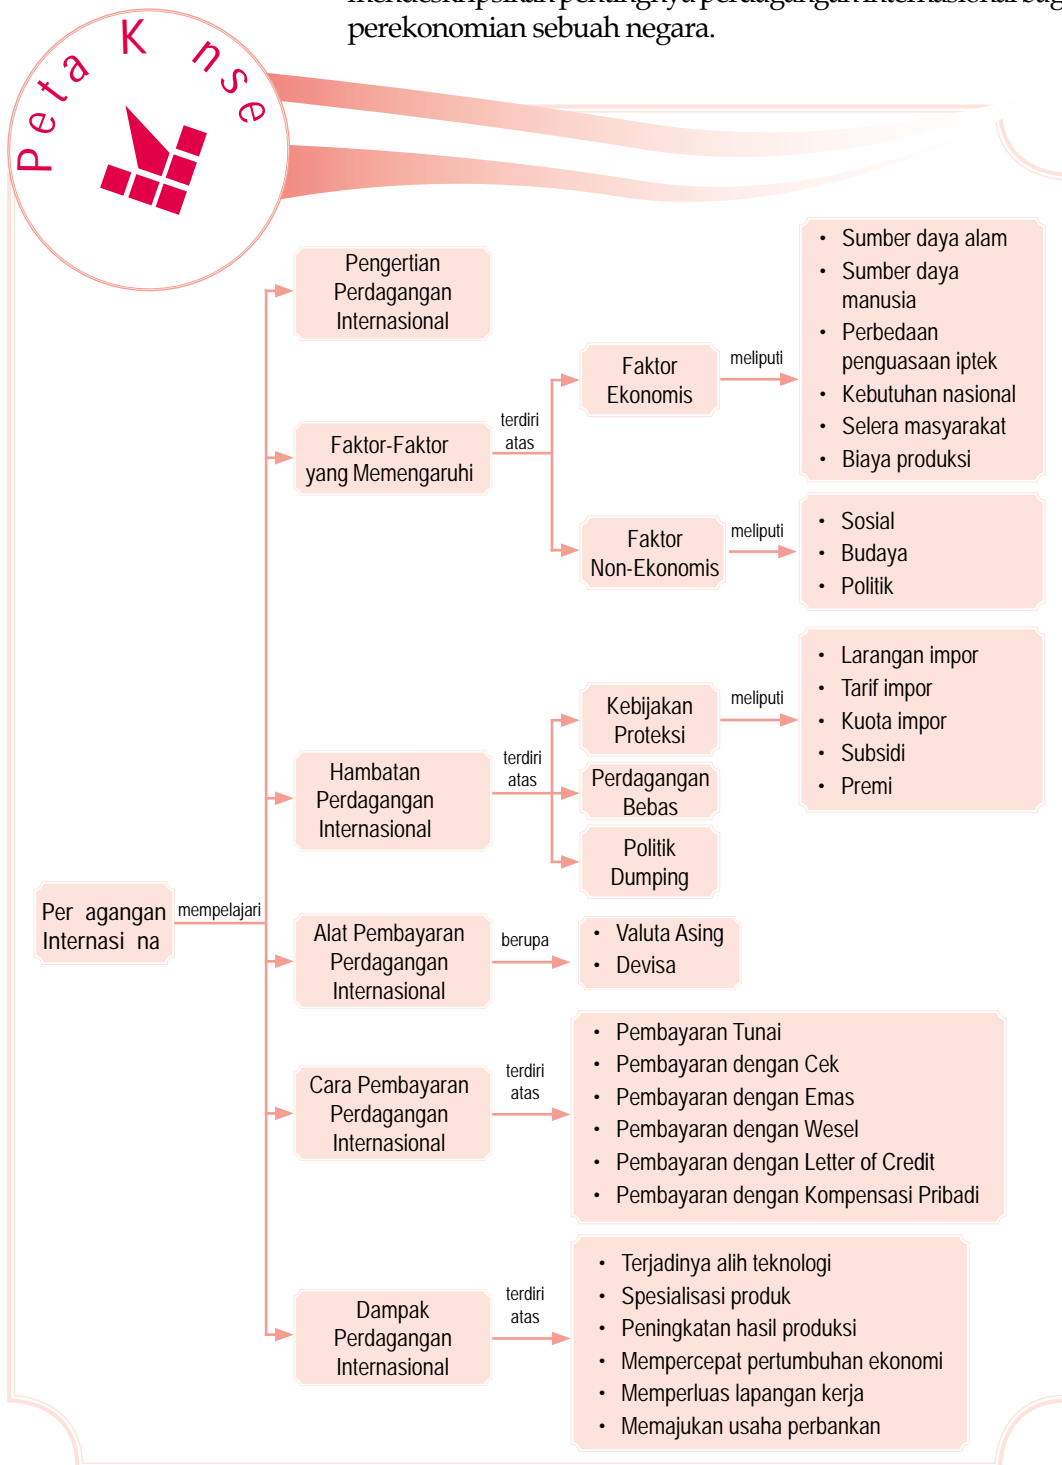 perekonomian sebuah negara.
Peta K nse
Pengertian
Perdagangan
Internasional
Faktor-Faktor
yang Memengaruhi
terdiri
atas
Faktor
Ekonomis
meliputi
• Sumber daya alam
• Sumber daya
manusia
• Perbedaan
penguasaan iptek
• Kebutuhan nasional
• Selera masyarakat
• Biaya produksi
Faktor
Non-Ekonomis
meliputi
• Sosial
• Budaya
• Politik
Hambatan
Perdagangan
Internasional
terdiri
atas
Kebijakan
Proteksi
meliputi
• Larangan impor
• Tarif impor
• Kuota impor
• Subsidi
• Premi
Perdagangan
Bebas
Politik
Dumping
Per agangan
Internasi na
mempelajari
Alat Pembayaran
Perdagangan
Internasional
berupa
• Valuta Asing
• Devisa
Cara Pembayaran
Perdagangan
Internasional
terdiri
atas
• Pembayaran Tunai
• Pembayaran dengan Cek
• Pembayaran dengan Emas
• Pembayaran dengan Wesel
• Pembayaran dengan Letter of Credit
• Pembayaran dengan Kompensasi Pribadi
Dampak
Perdagangan
Internasional
terdiri
atas
• Terjadinya alih teknologi
• Spesialisasi produk
• Peningkatan hasil produksi
• Mempercepat pertumbuhan ekonomi
• Memperluas lapangan kerja
• Memajukan usaha perbankan